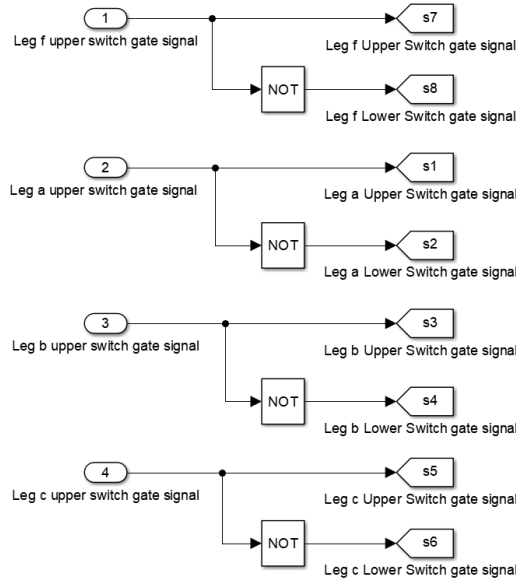 1
s7
Leg f upper switch gate signal
Leg f Upper Switch gate signal
NOT
s8
Leg f Lower Switch gate signal
2
s1
Leg a upper switch gate signal
Leg a Upper Switch gate signal
NOT
s2
Leg a Lower Switch gate signal
3
s3
Leg b upper switch gate signal
Leg b Upper Switch gate signal
NOT
s4
Leg b Lower Switch gate signal
4
s5
Leg c upper switch gate signal
Leg c Upper Switch gate signal
NOT
s6
Leg c Lower Switch gate signal